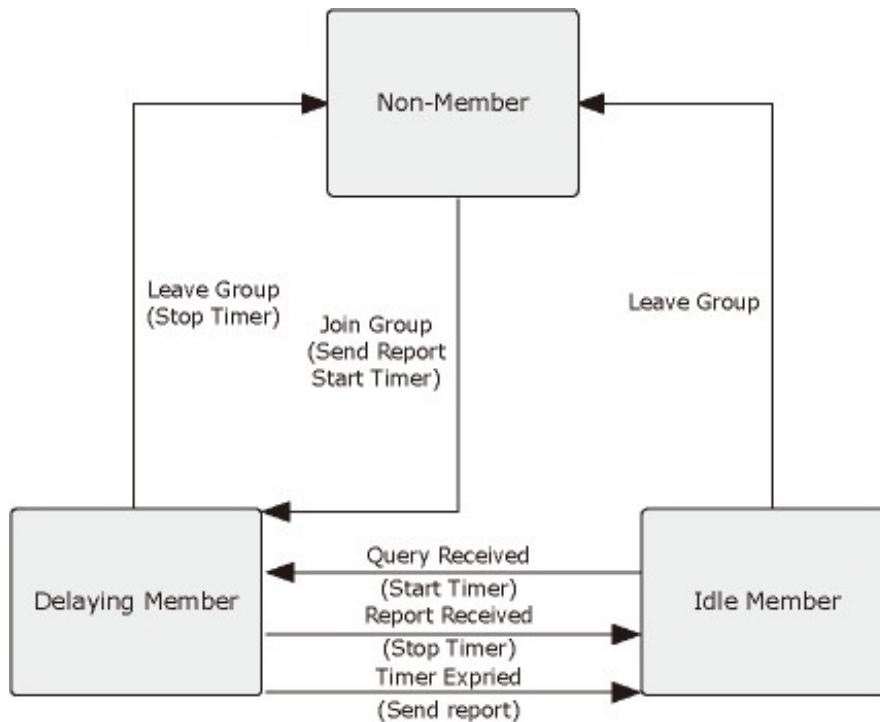 Non-Member
Leave Group
(Stop Timer)
Join Group
(Send Report
Start Timer)
Leave Group
Delaying Member
Query Received
(Start Timer)
Report Received
(Stop Timer)
Timer Expried
(Send report)
Idle Member